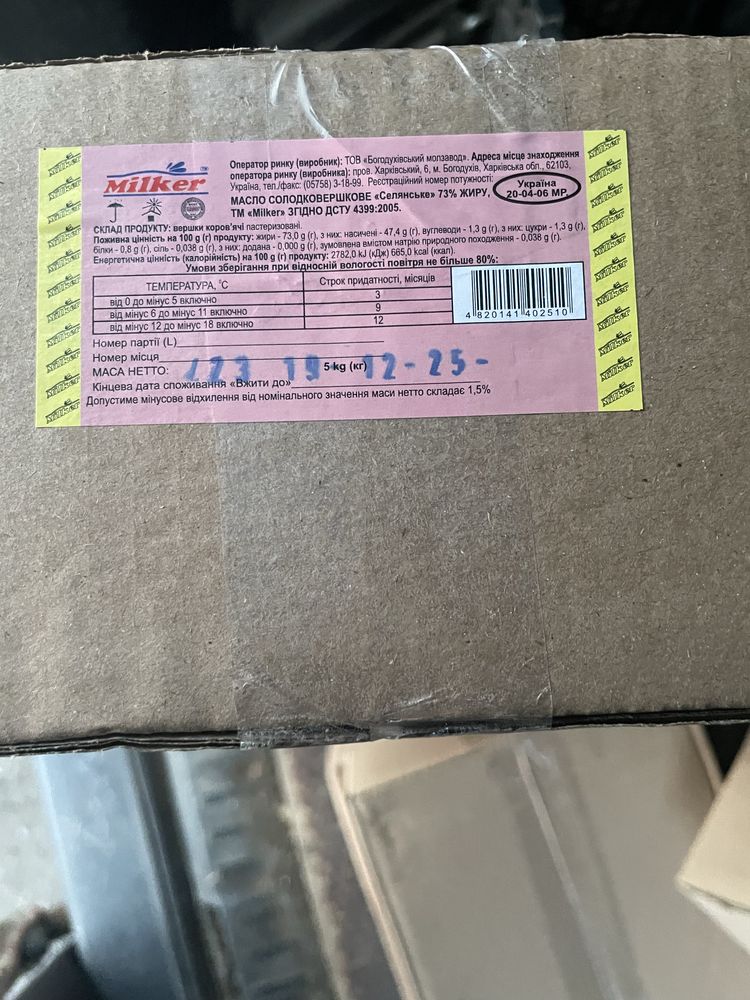 Milker™
Оператор ринку (виробник): ТОВ «Богодухівський молзавод». Адреса місце знаходження
оператора ринку (виробника): пров. Харківський, 6, м. Богодухів, Харківська обл., 62103,
Україна, тел./факс: (05758) 3-18-99. Реєстраційний номер потужності:
Україна
20-04-06 МР
МАСЛО СОЛОДКОВЕРШКОВЕ «Селянське» 73% ЖИРУ,
ТМ «Milker» ЗГІДНО ДСТУ 4399:2005.
СКЛАД ПРОДУКТУ: вершки коров'ячі пастеризовані.
Поживна цінність на 100 g (г) продукту: жири - 73,0 g (г), з них: насичені - 47,4 g (г), вуглеводи - 1,3 g (г), з них: цукри - 1,3 g (г),
білки - 0,8 g (г), сіль - 0,038 g (г), з них: додана - 0,000 g (г), зумовлена вмістом натрію природного походження - 0,038 g (г).
Енергетична цінність (калорійність) на 100 g (г) продукту: 2782,0 kJ (кДж) 665,0 kcal (ккал).
Умови зберігання при відносній вологості повітря не більше 80%:
ТЕМПЕРАТУРА, °С Строк придатності, місяців
від 0 до мінус 5 включно 3
від мінус 6 до мінус 11 включно 9
від мінус 12 до мінус 18 включно 12
4 820141 402510
Номер партії (L)
Номер місця
МАСА НЕТТО: 5 kg (кг)
123 19 12-25-
Кінцева дата споживання «Вжити до»
Допустиме мінусове відхилення від номінального значення маси нетто складає 1,5%